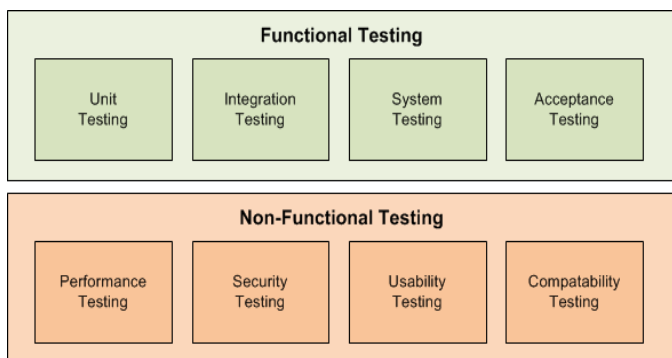 Functional Testing
Unit
Testing
Integration
Testing
System
Testing
Acceptance
Testing
Non-Functional Testing
Performance
Testing
Security
Testing
Usability
Testing
Compatability
Testing